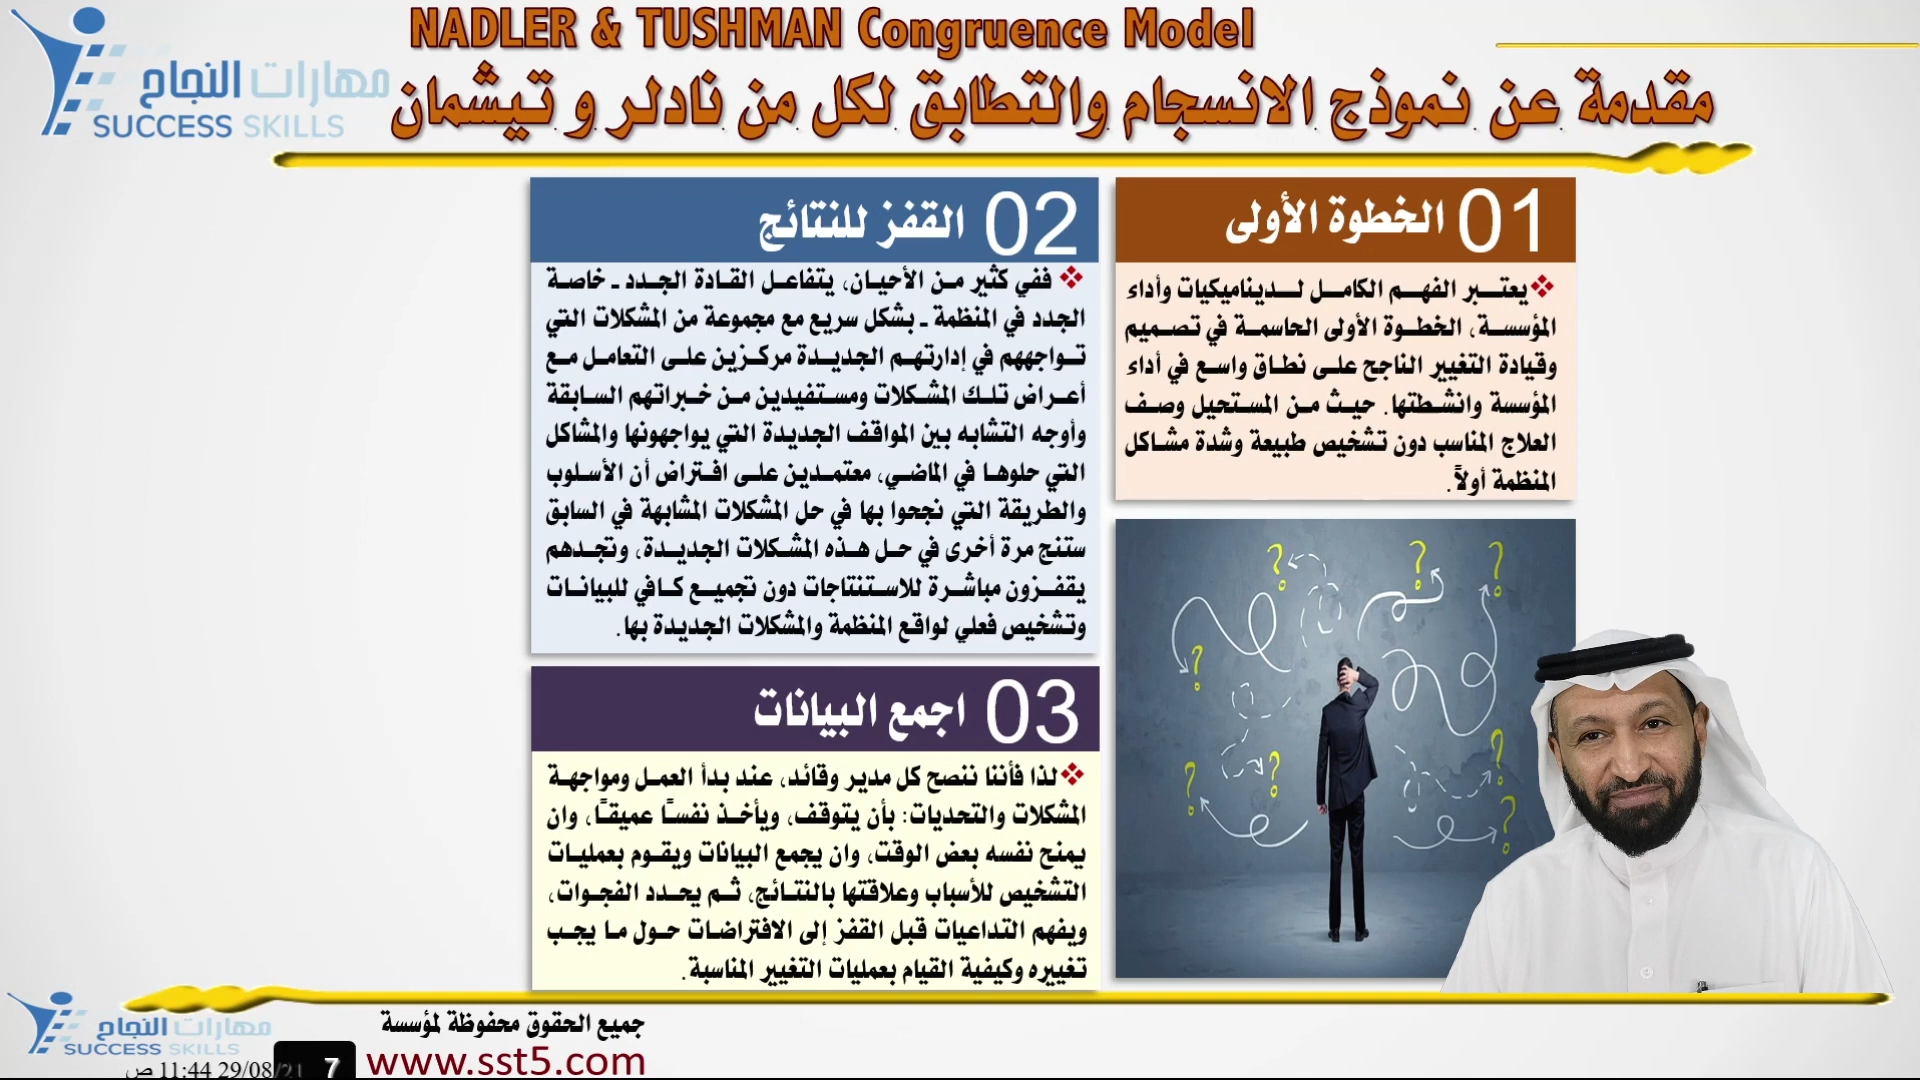 NADLER & TUSHMAN Congruence Model
مهارات النجاح
SUCCESS SKILLS
مقدمة عن نموذج الانسجام والتطابق لكل من نادلر و تيشمان
01 الخطوة الأولى
❖يعتبر الفهم الكامل لديناميكيات وأداء
المؤسسة، الخطوة الأولى الحاسمة في تصميم
وقيادة التغيير الناجح على نطاق واسع في أداء
المؤسسة وانشطتها. حيث من المستحيل وصف
العلاج المناسب دون تشخيص طبيعة وشدة مشاكل
المنظمة أولاً.
02 القفز للنتائج
❖ ففي كثير من الأحيان، يتفاعل القادة الجدد ـ خاصة
الجدد في المنظمة ـ بشكل سريع مع مجموعة من المشكلات التي
تواجههم في إدارتهم الجديدة مركزين على التعامل مع
أعراض تلك المشكلات ومستفيدين من خبراتهم السابقة
وأوجه التشابه بين المواقف الجديدة التي يواجهونها والمشاكل
التي حلوها في الماضي، معتمدين على افتراض أن الأسلوب
والطريقة التي نجحوا بها في حل المشكلات المشابهة في السابق
ستنج مرة أخرى في حل هذه المشكلات الجديدة، وتجدهم
يقفزون مباشرة للاستنتاجات دون تجميع كافي للبيانات
وتشخيص فعلي لواقع المنظمة والمشكلات الجديدة بها.
03 اجمع البيانات
❖لذا فأننا ننصح كل مدير وقائد، عند بدأ العمل ومواجهة
المشكلات والتحديات: بأن يتوقف، ويأخذ نفساً عميقاً، وان
يمنح نفسه بعض الوقت، وان يجمع البيانات ويقوم بعمليات
التشخيص للأسباب وعلاقتها بالنتائج، ثم يحدد الفجوات،
ويفهم التداعيات قبل القفز إلى الافتراضات حول ما يجب
تغييره وكيفية القيام بعمليات التغيير المناسبة.
جميع الحقوق محفوظة لمؤسسة
www.sst5.com
مهارات النجاح
SUCCESS SKILLS
29/08/21 11:44 ص
7